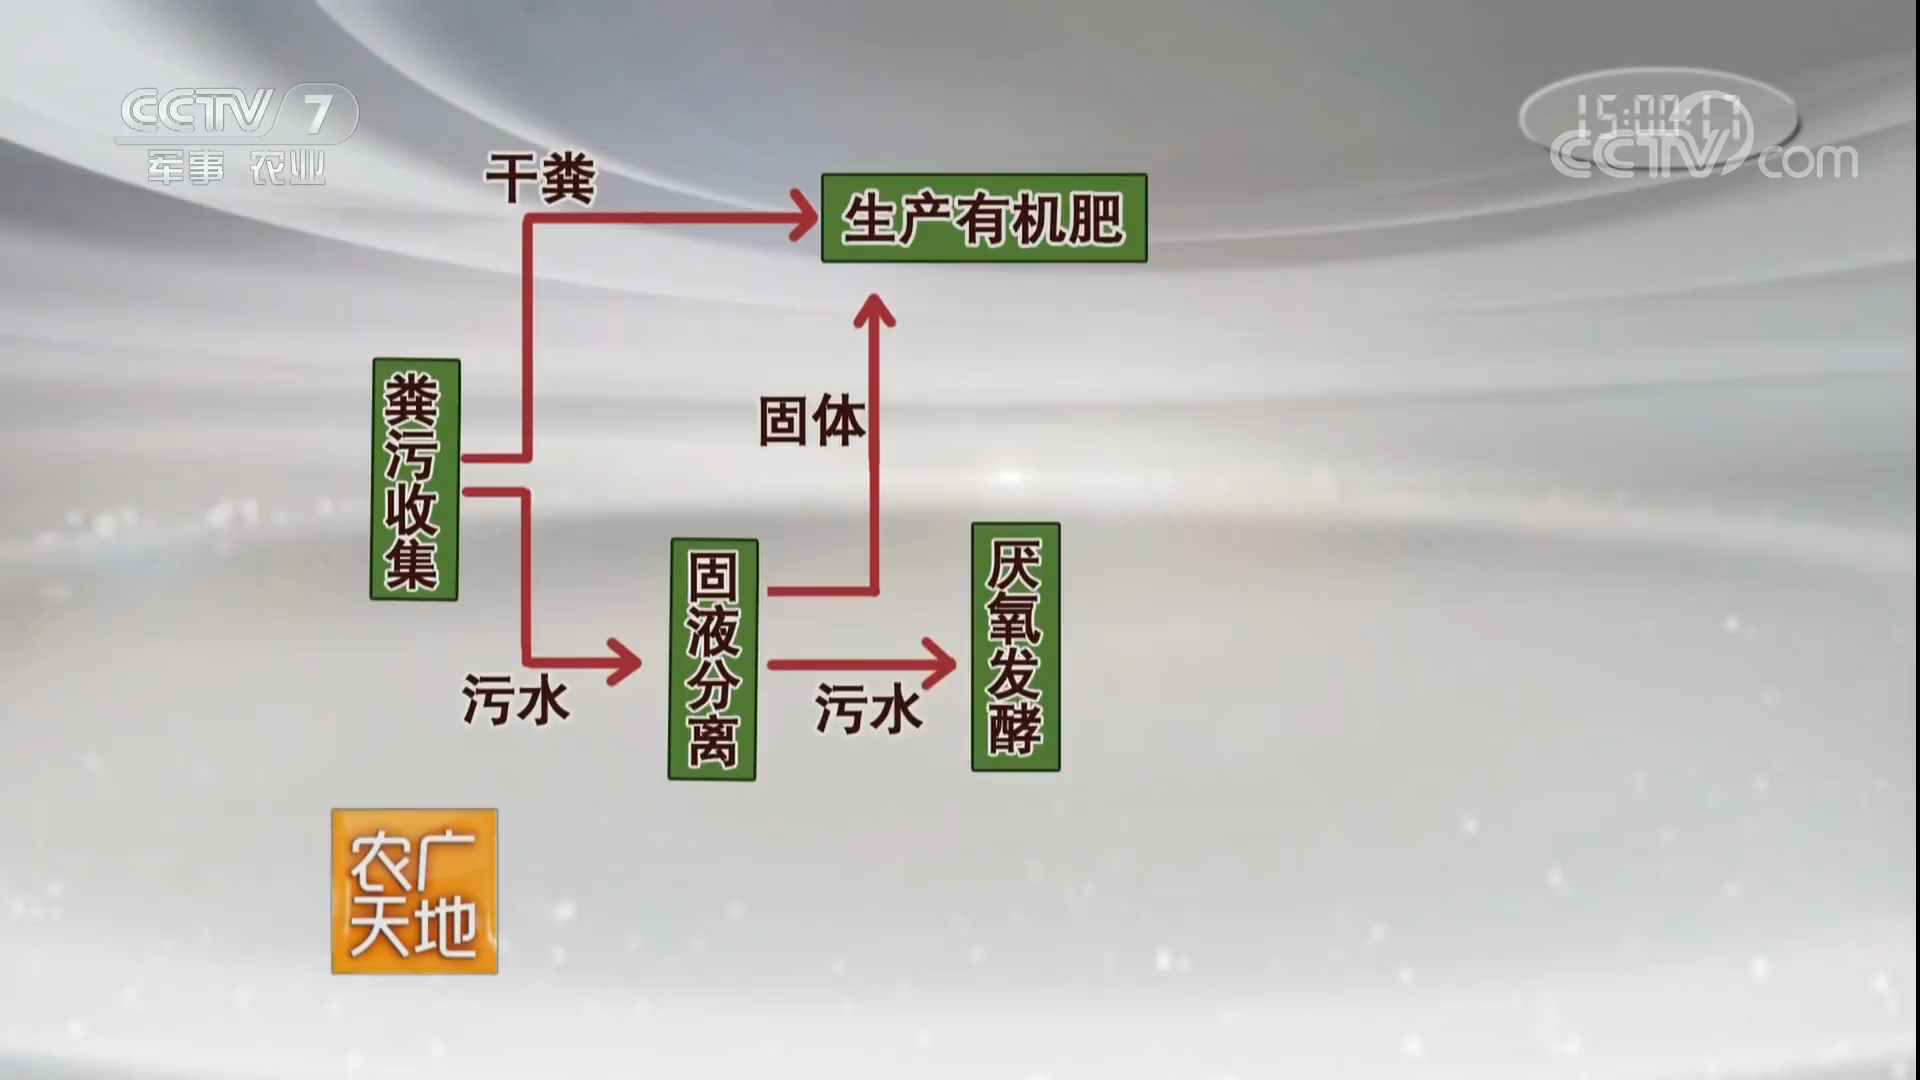 CCTV 7
军事 农业
CCTV.com
干粪
生产有机肥
固体
粪污收集
固液分离
厌氧发酵
污水
污水
农广
天地